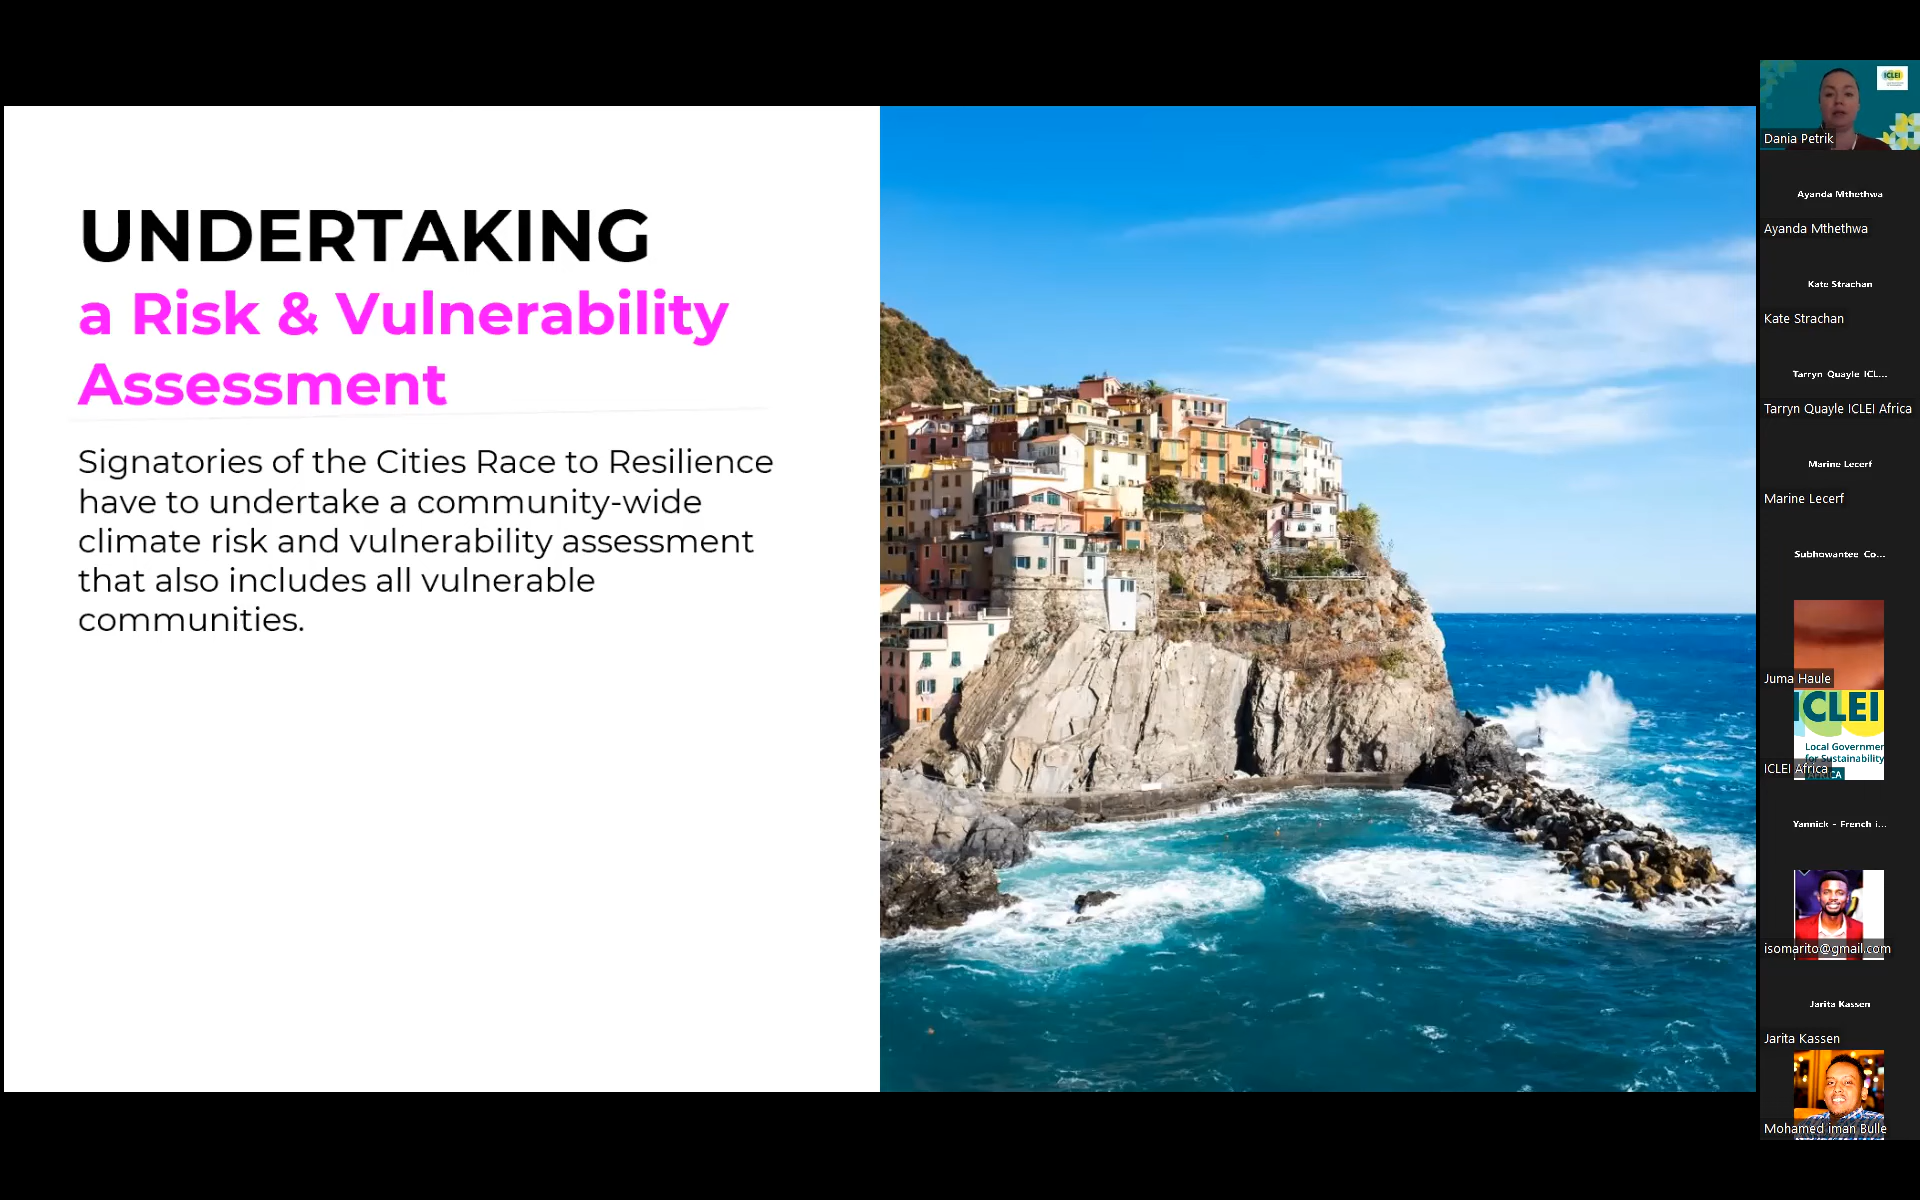 UNDERTAKING
a Risk & Vulnerability
Assessment
Signatories of the Cities Race to Resilience
have to undertake a community-wide
climate risk and vulnerability assessment
that also includes all vulnerable
communities.
ICLEI
Dania Petrik
Ayanda Mthethwa
Ayanda Mthethwa
Kate Strachan
Kate Strachan
Tarryn Quayle ICL...
Tarryn Quayle ICLEI Africa
Marine Lecerf
Marine Lecerf
Subhowantee Co...
Juma Haule
ICLEI
Local Governmen
for Sustainability
ICLEI Africa
Yannick - French i...
isomarito@gmail.com
Jarita Kassen
Jarita Kassen
Mohamed iman Bulle